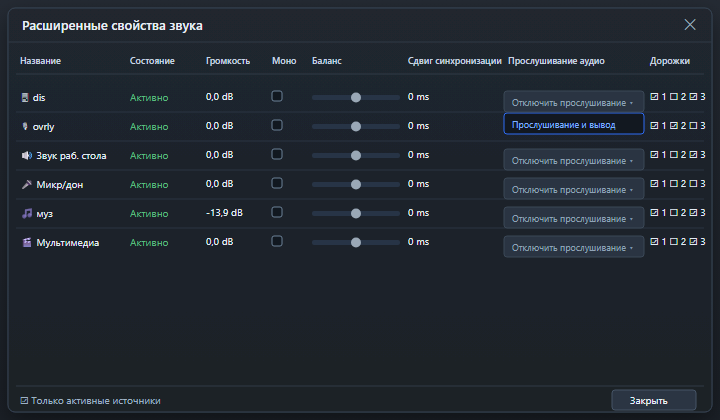 Расширенные свойства звука
Название Состояние Громкость Моно Баланс Сдвиг синхронизации Прослушивание аудио Дорожки
dis Активно 0,0 dB 0 ms Отключить прослушивание 1 2 3
ovrly Активно 0,0 dB 0 ms Прослушивание и вывод 1 2 3
Звук раб. стола Активно 0,0 dB 0 ms Отключить прослушивание 1 2 3
Микр/дон Активно 0,0 dB 0 ms Отключить прослушивание 1 2 3
муз Активно -13,9 dB 0 ms Отключить прослушивание 1 2 3
Мультимедиа Активно 0,0 dB 0 ms Отключить прослушивание 1 2 3
Только активные источники Закрыть